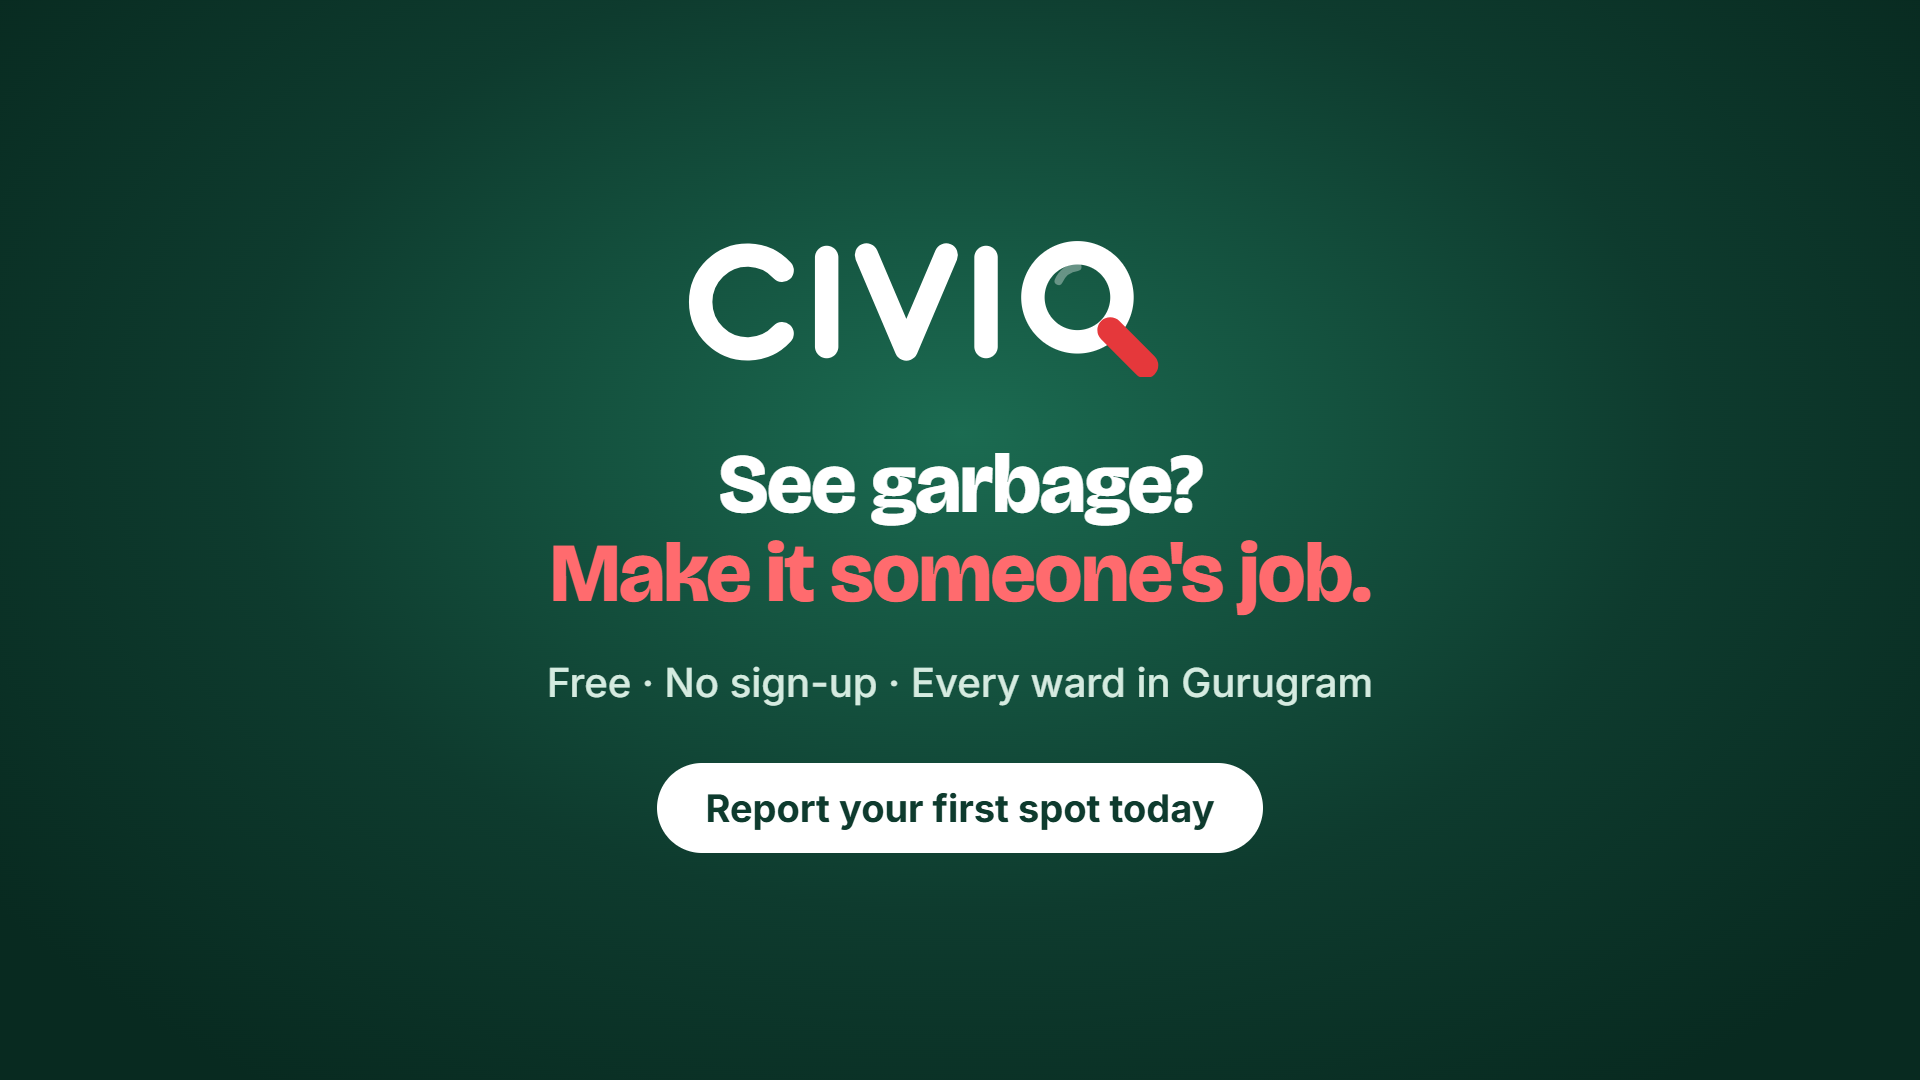 CIVIQ
See garbage?
Make it someone's job.
Free · No sign-up · Every ward in Gurugram
Report your first spot today